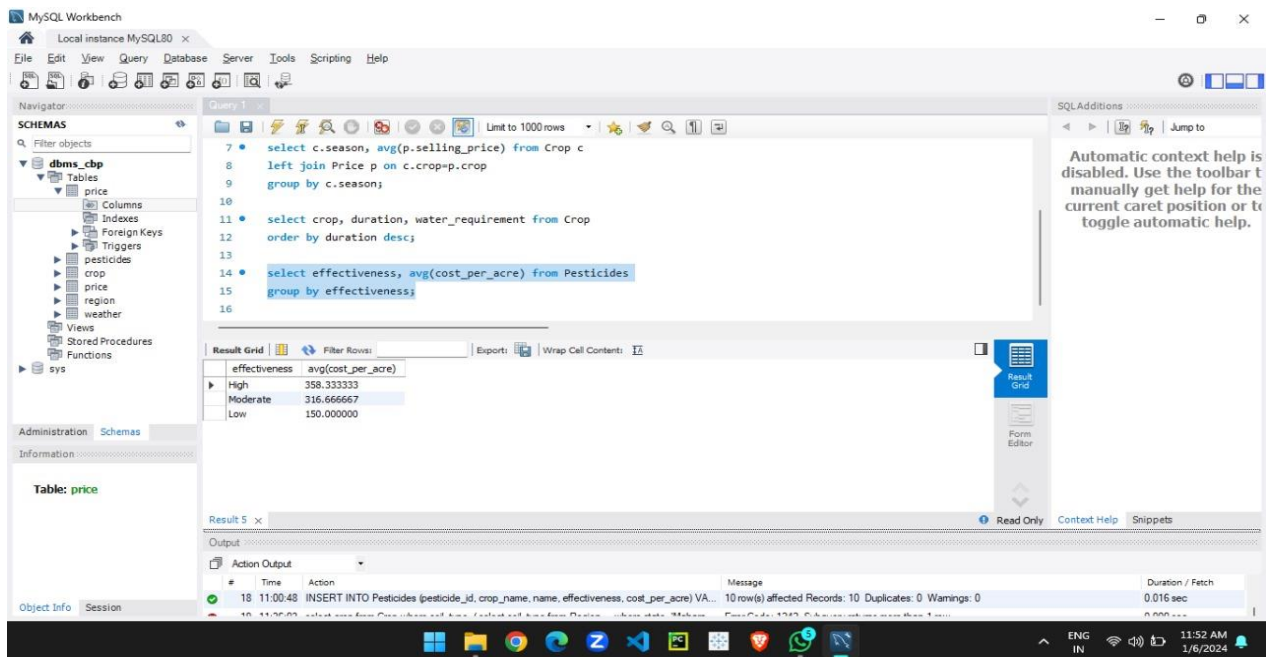 MySQL Workbench
Local instance MySQL80 ×
File Edit View Query Database Server Tools Scripting Help
Navigator
SCHEMAS
Filter objects
dbms_cbp
Tables
price
Columns
Indexes
Foreign Keys
Triggers
pesticides
crop
price
region
weather
Views
Stored Procedures
Functions
sys
Administration Schemas
Information
Table: price
Object Info Session
Query 1 ×
Limit to 1000 rows
7 select c.season, avg(p.selling_price) from Crop c
8 left join Price p on c.crop=p.crop
9 group by c.season;
10
11 select crop, duration, water_requirement from Crop
12 order by duration desc;
13
14 select effectiveness, avg(cost_per_acre) from Pesticides
15 group by effectiveness;
16
Result Grid Filter Rows: Export: Wrap Cell Content:
effectiveness avg(cost_per_acre)
High 358.333333
Moderate 316.666667
Low 150.000000
Result Grid
Form Editor
Result 5 ×
Read Only
Output
Action Output
# Time Action Message Duration / Fetch
18 11:00:48 INSERT INTO Pesticides (pesticide_id, crop_name, name, effectiveness, cost_per_acre) VA... 10 row(s) affected Records: 10 Duplicates: 0 Warnings: 0 0.016 sec
SQLAdditions
Jump to
Automatic context help is
disabled. Use the toolbar t
manually get help for the
current caret position or to
toggle automatic help.
Context Help Snippets
ENG
IN
11:52 AM
1/6/2024